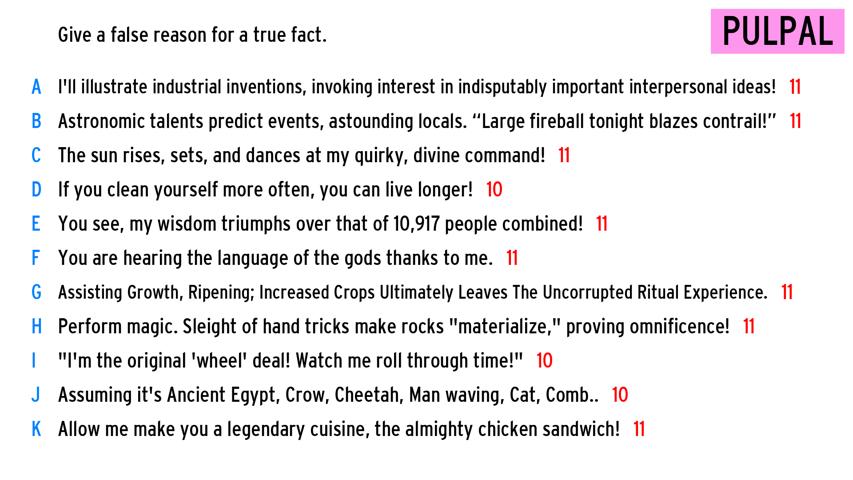 Give a false reason for a true fact.
PULPAL
A I'll illustrate industrial inventions, invoking interest in indisputably important interpersonal ideas! 11
B Astronomic talents predict events, astounding locals. “Large fireball tonight blazes contrail!” 11
C The sun rises, sets, and dances at my quirky, divine command! 11
D If you clean yourself more often, you can live longer! 10
E You see, my wisdom triumphs over that of 10,917 people combined! 11
F You are hearing the language of the gods thanks to me. 11
G Assisting Growth, Ripening; Increased Crops Ultimately Leaves The Uncorrupted Ritual Experience. 11
H Perform magic. Sleight of hand tricks make rocks "materialize," proving omnificence! 11
I "I'm the original 'wheel' deal! Watch me roll through time!" 10
J Assuming it's Ancient Egypt, Crow, Cheetah, Man waving, Cat, Comb.. 10
K Allow me make you a legendary cuisine, the almighty chicken sandwich! 11